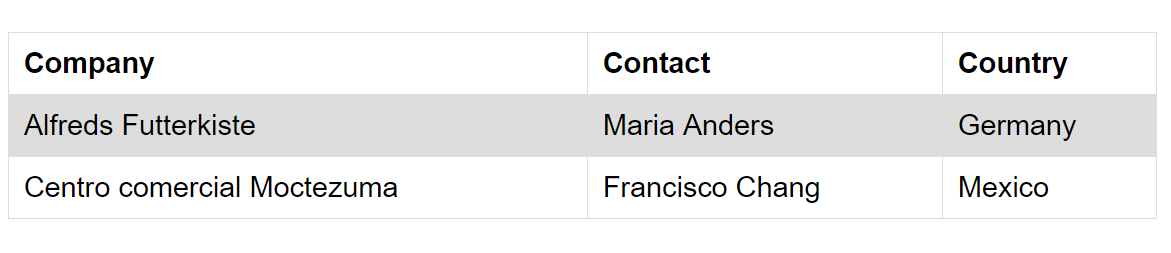 Company Contact Country
Alfreds Futterkiste Maria Anders Germany
Centro comercial Moctezuma Francisco Chang Mexico